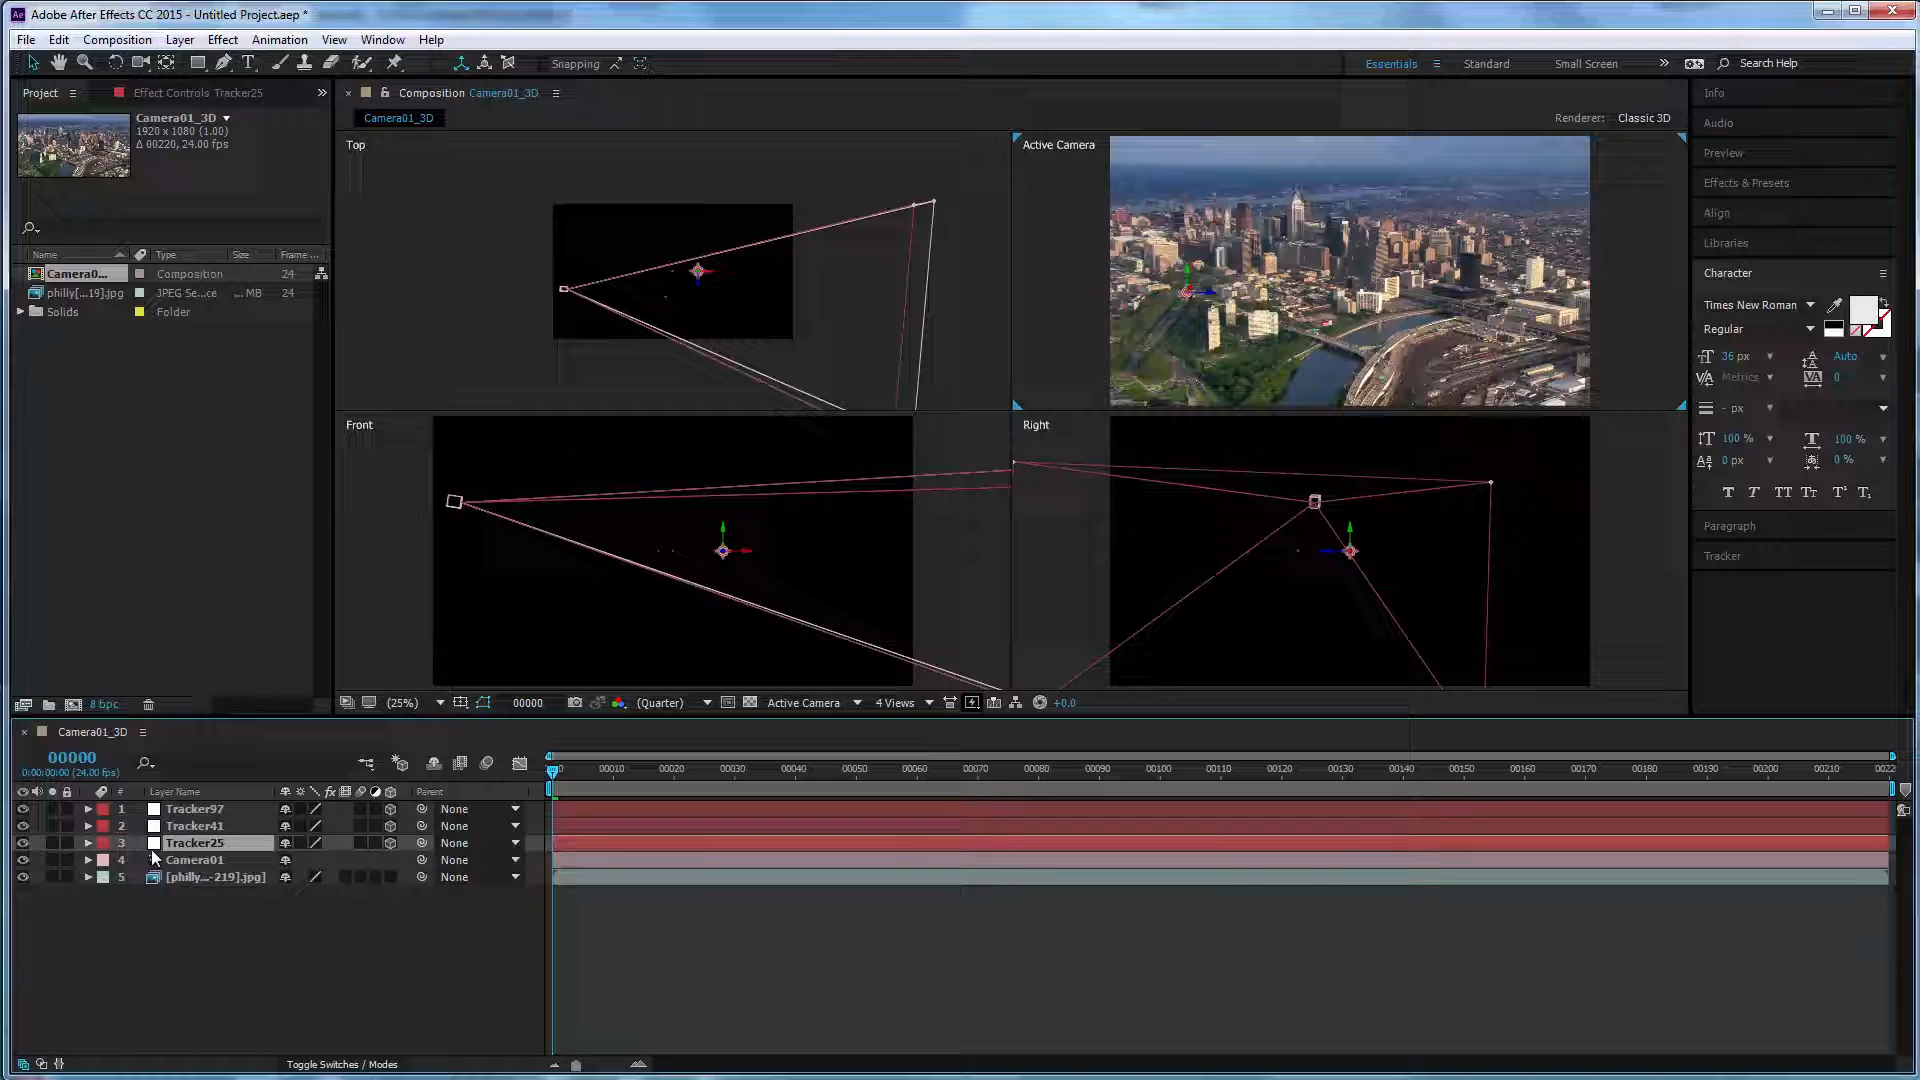 Ae Adobe After Effects CC 2015 - Untitled Project.aep *
File Edit Composition Layer Effect Animation View Window Help
Snapping Essentials Standard Small Screen Search Help
Project Effect Controls Tracker25
Composition Camera01_3D
Info
Camera01_3D
1920 x 1080 (1.00)
Δ 00220, 24.00 fps
Camera01_3D
Renderer: Classic 3D
Audio
Top
Active Camera
Preview
Effects & Presets
Align
Libraries
Name Type Size Frame ...
Camera0... Composition 24
philly[...19].jpg JPEG Se...ce ... MB 24
Solids Folder
Character
Times New Roman
Regular
36 px Auto
Metrics 0
- px
100 % 100 %
0 px 0 %
T T TT TT T¹ T₁
Front
Right
Paragraph
Tracker
8 bpc
(25%) 00000 (Quarter) Active Camera 4 Views +0.0
Camera01_3D
00000
0:00:00:00 (24.00 fps)
00010 00020 00030 00040 00050 00060 00070 00080 00090 00100 00110 00120 00130 00140 00150 00160 00170 00180 00190 00200 00210 0022
# Layer Name fx Parent
1 Tracker97 None
2 Tracker41 None
3 Tracker25 None
4 Camera01 None
5 [philly...-219].jpg] None
Toggle Switches / Modes